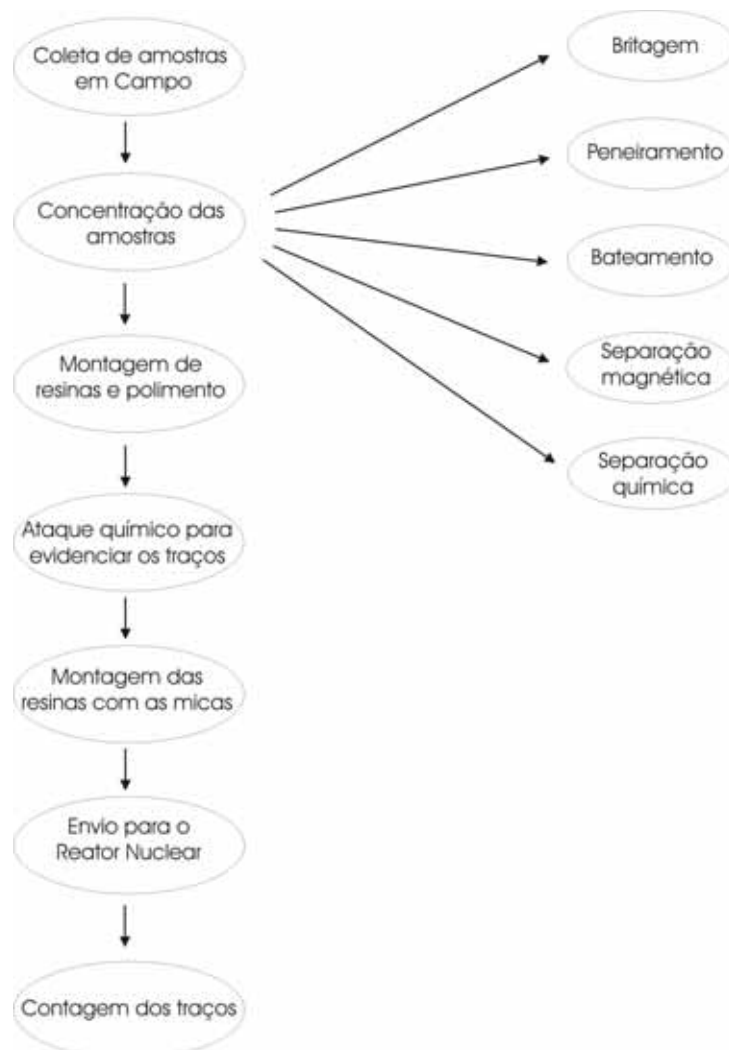 Coleta de amostras
em Campo
Concentração das
amostras
Montagem de
resinas e polimento
Ataque químico para
evidenciar os traços
Montagem das
resinas com as micas
Envio para o
Reator Nuclear
Contagem dos traços
Britagem
Peneiramento
Bateamento
Separação
magnética
Separação
química